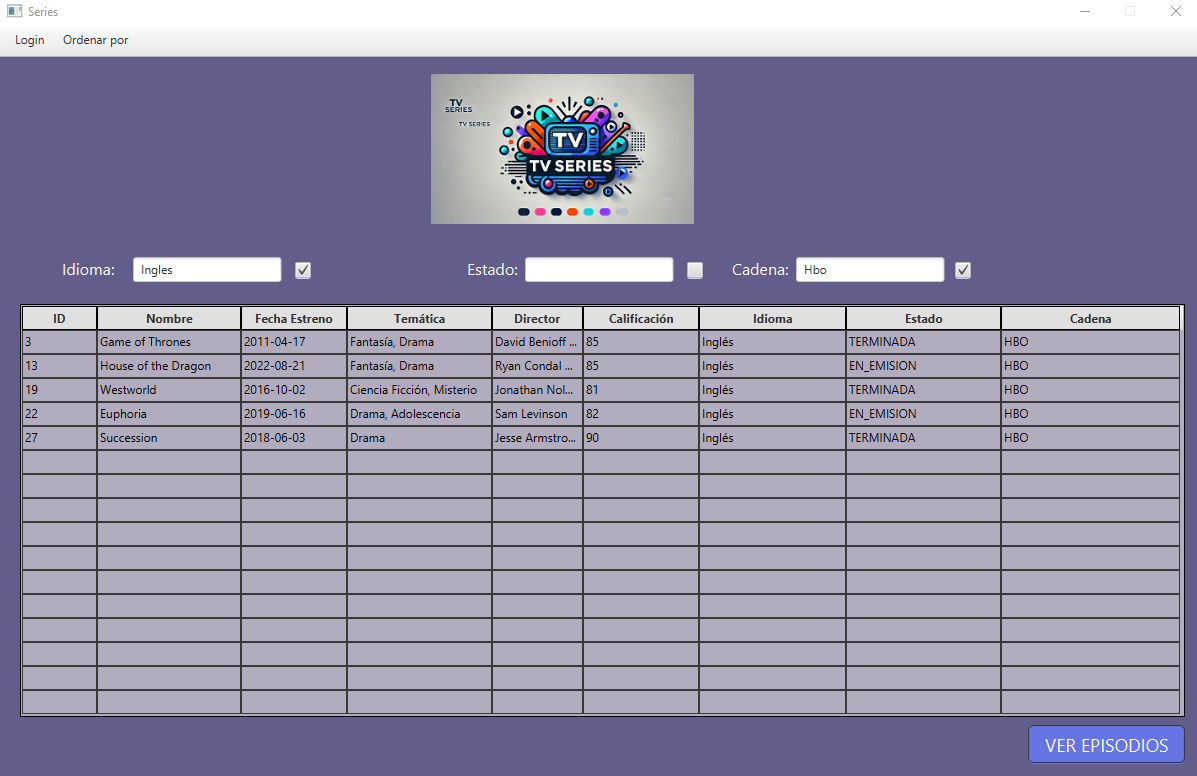 Series
Login Ordenar por
TV SERIES
TV SERIES
TV
TV SERIES
Idioma: Ingles Estado: Cadena: Hbo
ID Nombre Fecha Estreno Temática Director Calificación Idioma Estado Cadena
3 Game of Thrones 2011-04-17 Fantasía, Drama David Benioff ... 85 Inglés TERMINADA HBO
13 House of the Dragon 2022-08-21 Fantasía, Drama Ryan Condal ... 85 Inglés EN_EMISION HBO
19 Westworld 2016-10-02 Ciencia Ficción, Misterio Jonathan Nol... 81 Inglés TERMINADA HBO
22 Euphoria 2019-06-16 Drama, Adolescencia Sam Levinson 82 Inglés EN_EMISION HBO
27 Succession 2018-06-03 Drama Jesse Armstro... 90 Inglés TERMINADA HBO
VER EPISODIOS